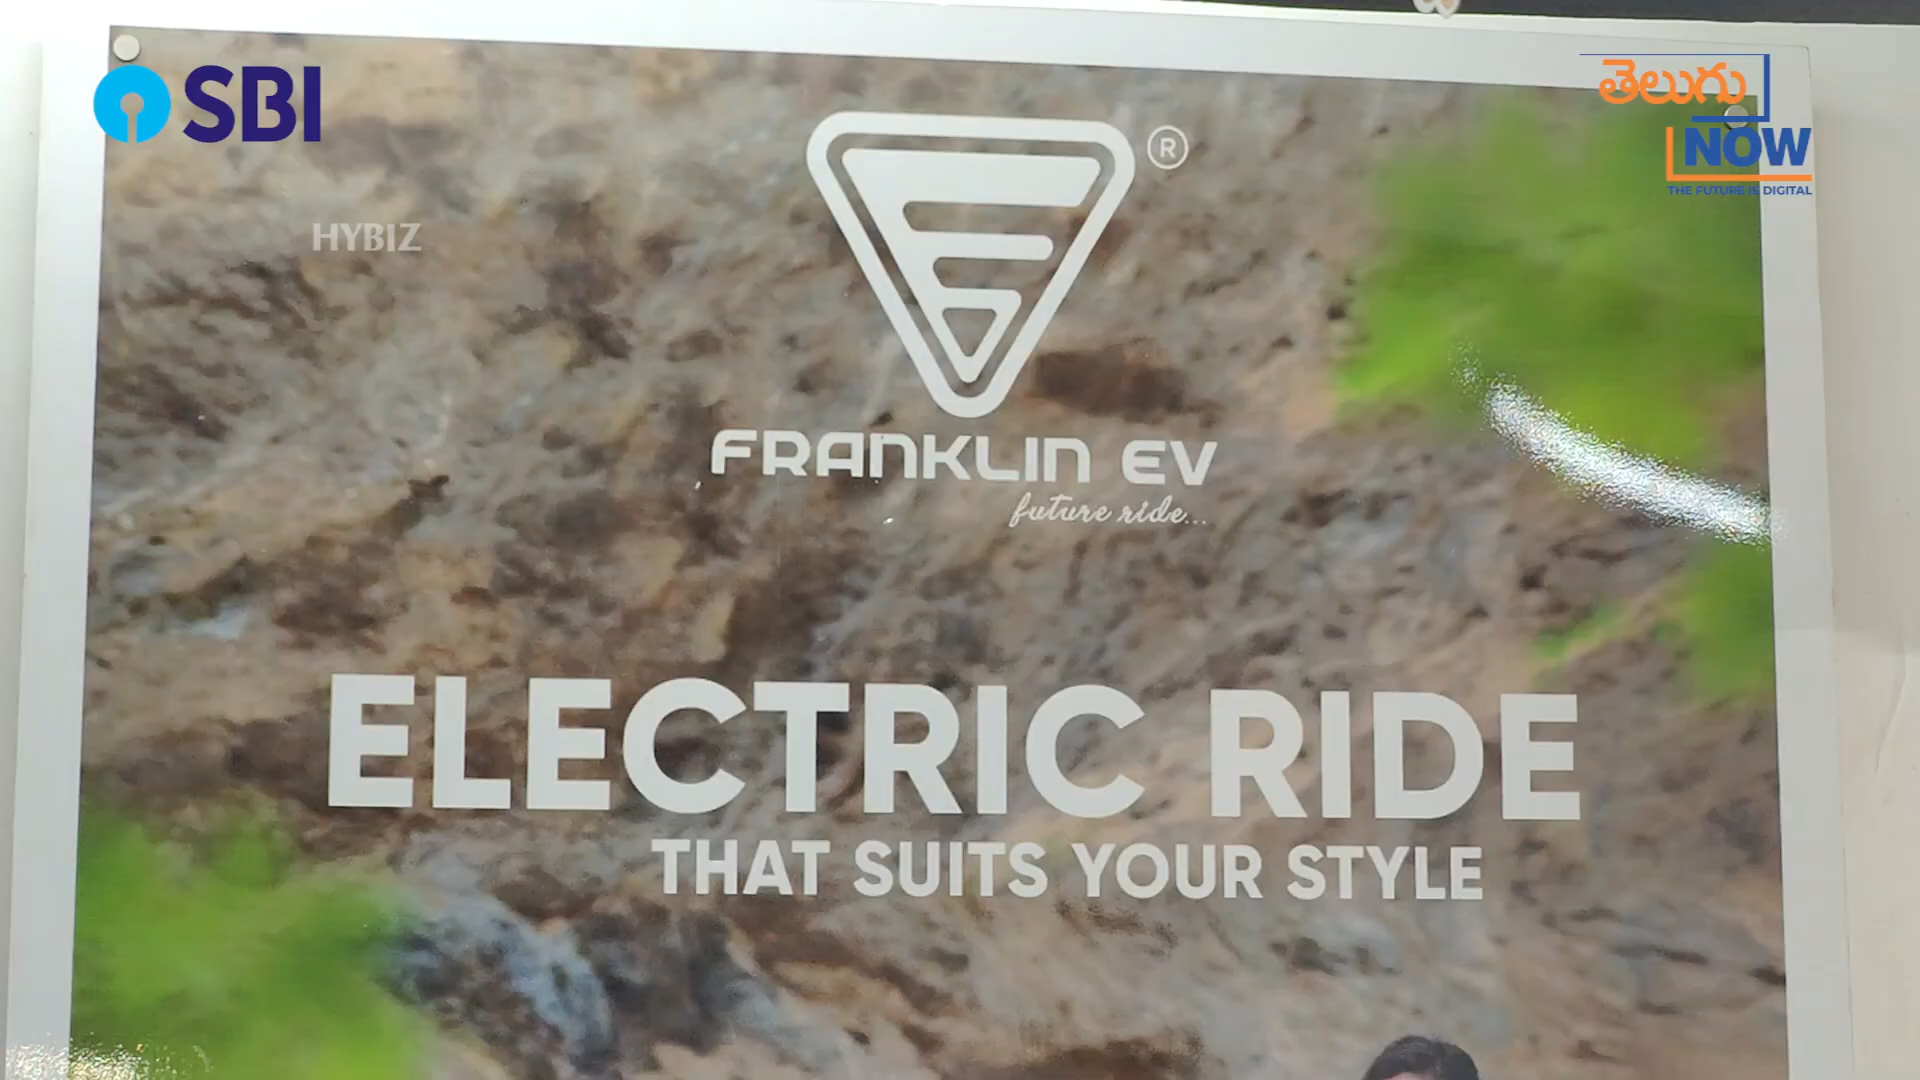 SBI
తెలుగు
NOW
THE FUTURE IS DIGITAL
HYBIZ
®
FRANKLIN EV
future ride...
ELECTRIC RIDE
THAT SUITS YOUR STYLE